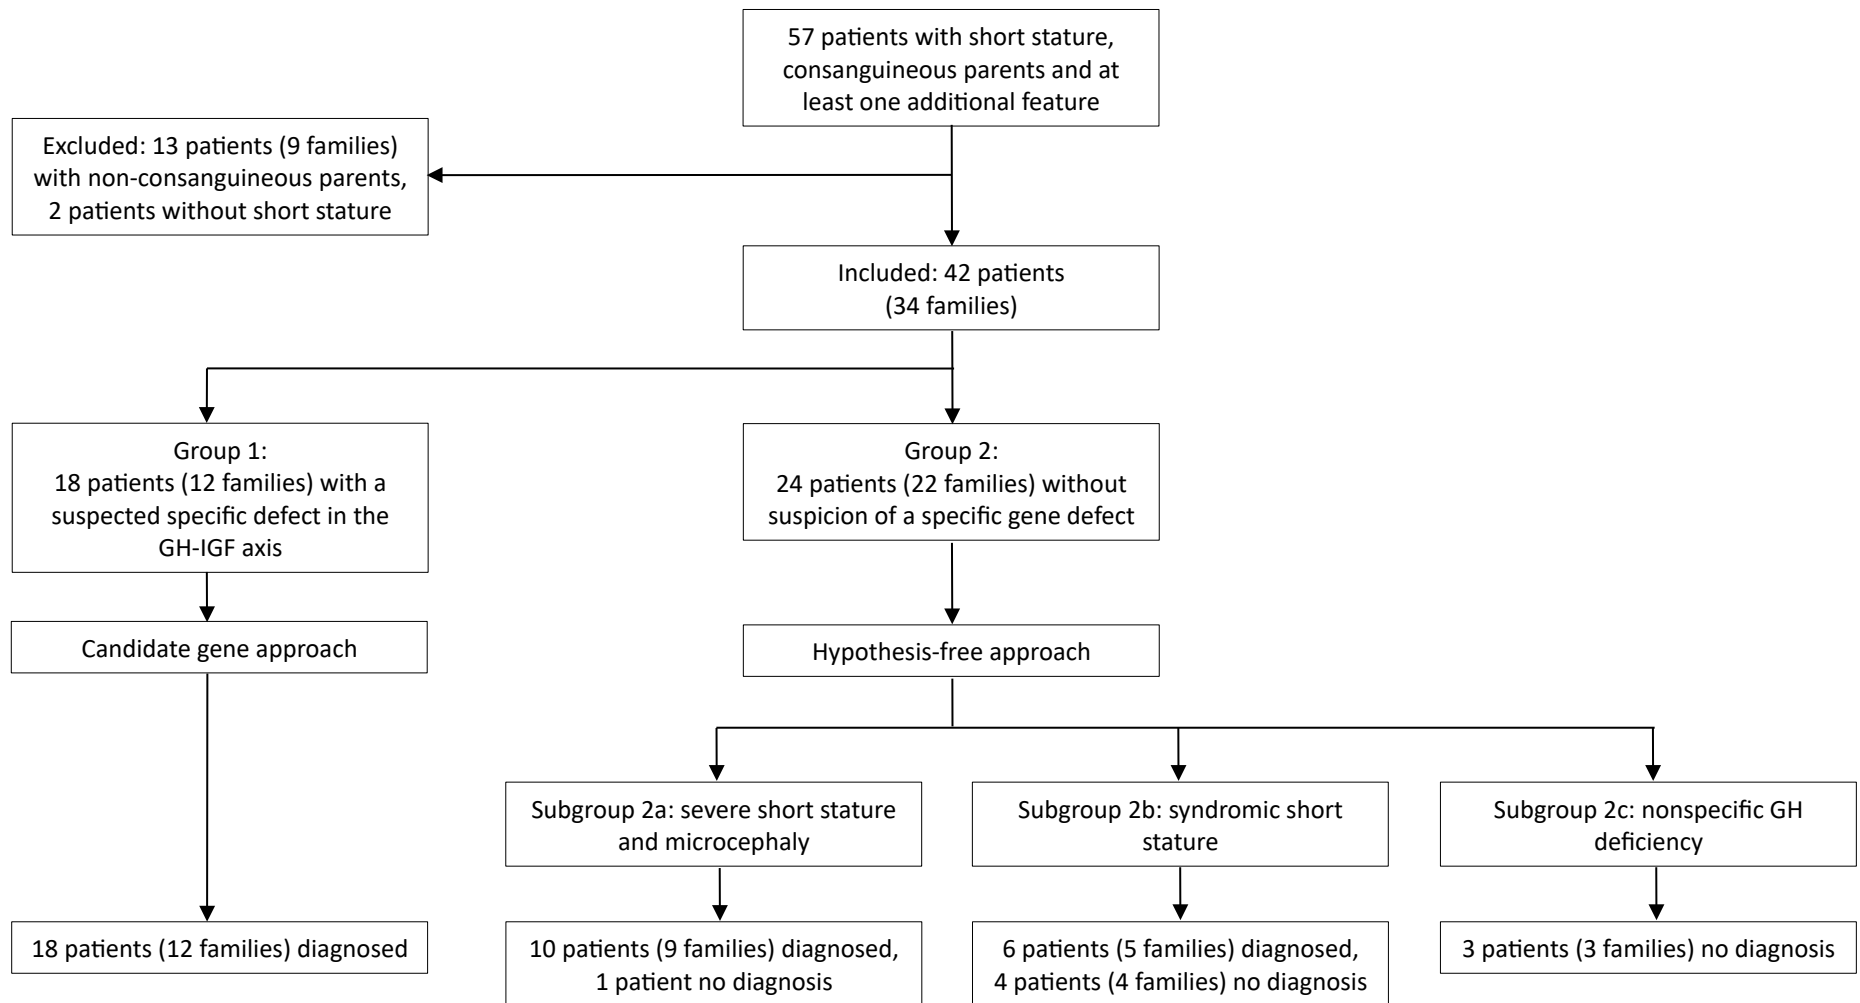 57 patients with short stature,
consanguineous parents and at
least one additional feature
Excluded: 13 patients (9 families)
with non-consanguineous parents,
2 patients without short stature
Included: 42 patients
(34 families)
Group 1:
18 patients (12 families) with a
suspected specific defect in the
GH-IGF axis
Group 2:
24 patients (22 families) without
suspicion of a specific gene defect
Candidate gene approach
Hypothesis-free approach
Subgroup 2a: severe short stature
and microcephaly
Subgroup 2b: syndromic short
stature
Subgroup 2c: nonspecific GH
deficiency
18 patients (12 families) diagnosed
10 patients (9 families) diagnosed,
1 patient no diagnosis
6 patients (5 families) diagnosed,
4 patients (4 families) no diagnosis
3 patients (3 families) no diagnosis